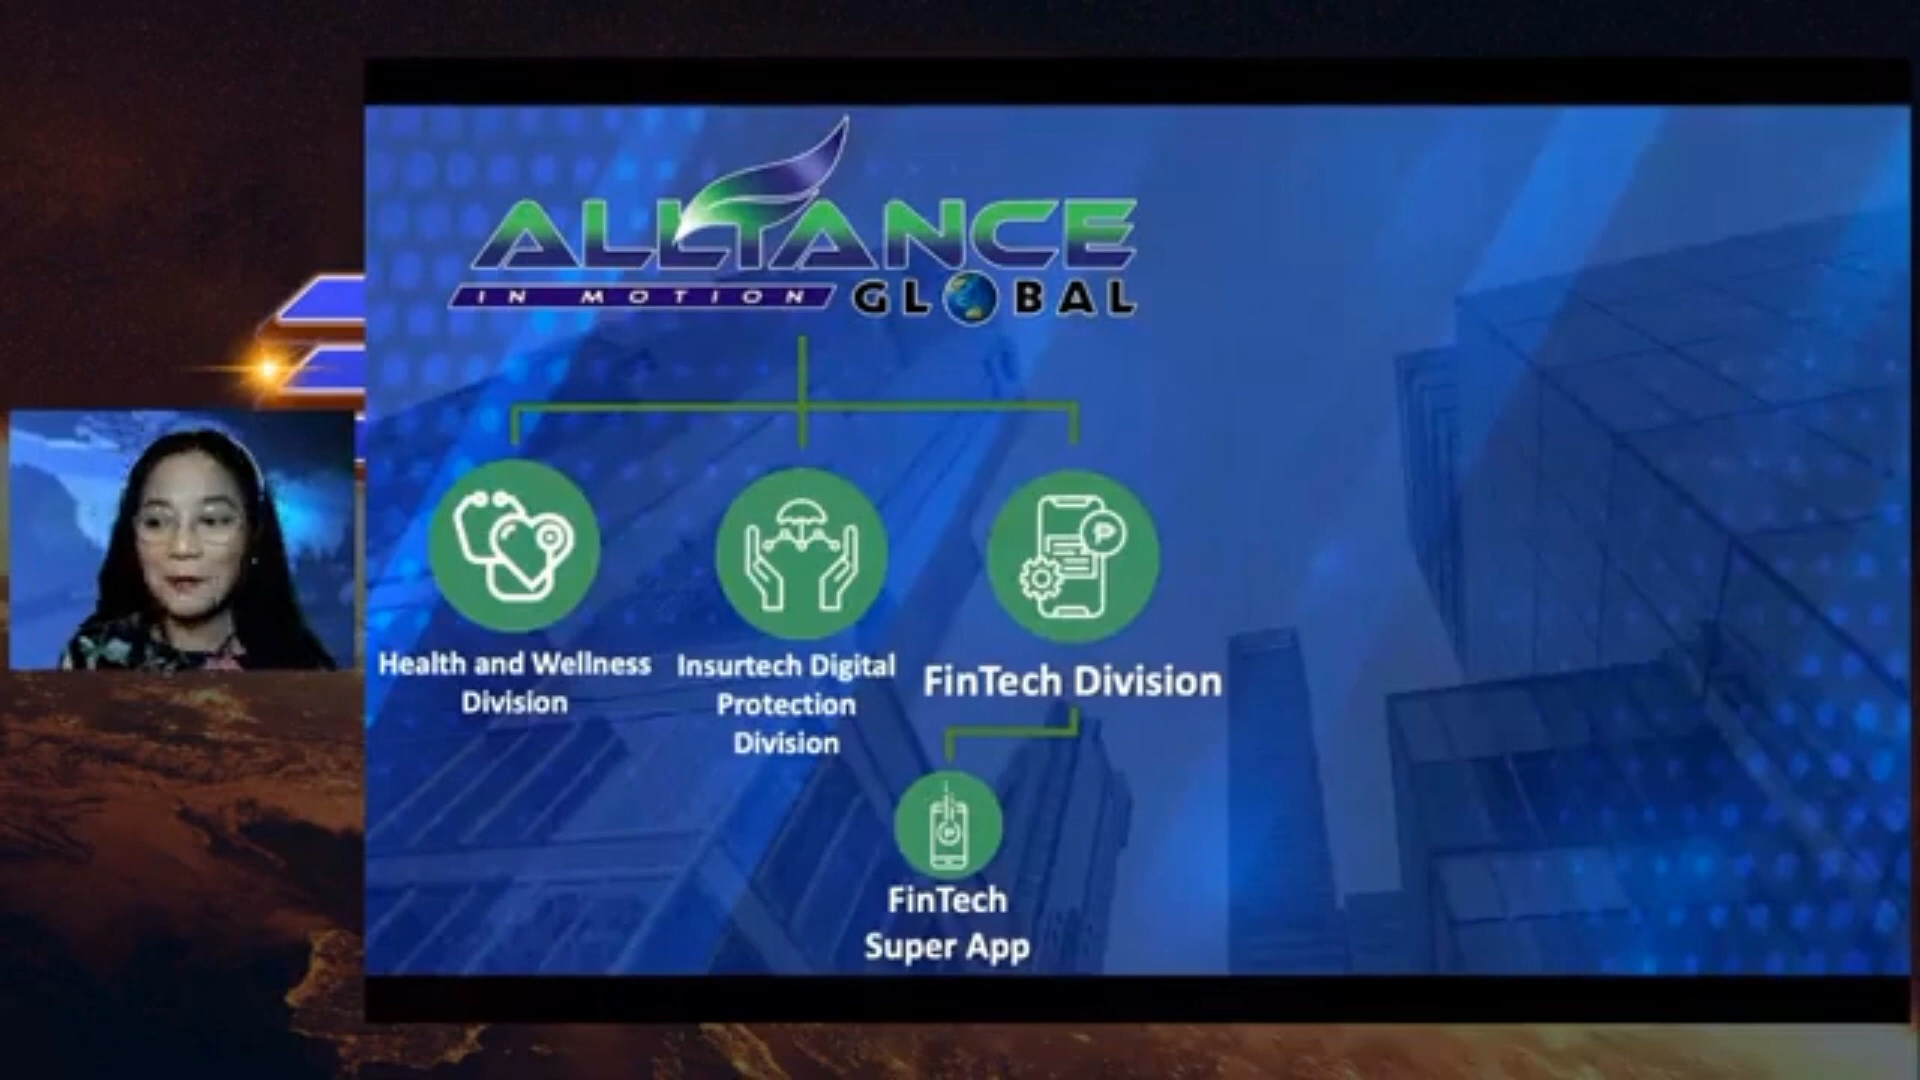 ALLIANCE
IN MOTION GLOBAL
Health and Wellness
Division
Insurtech Digital
Protection
Division
FinTech Division
FinTech
Super App